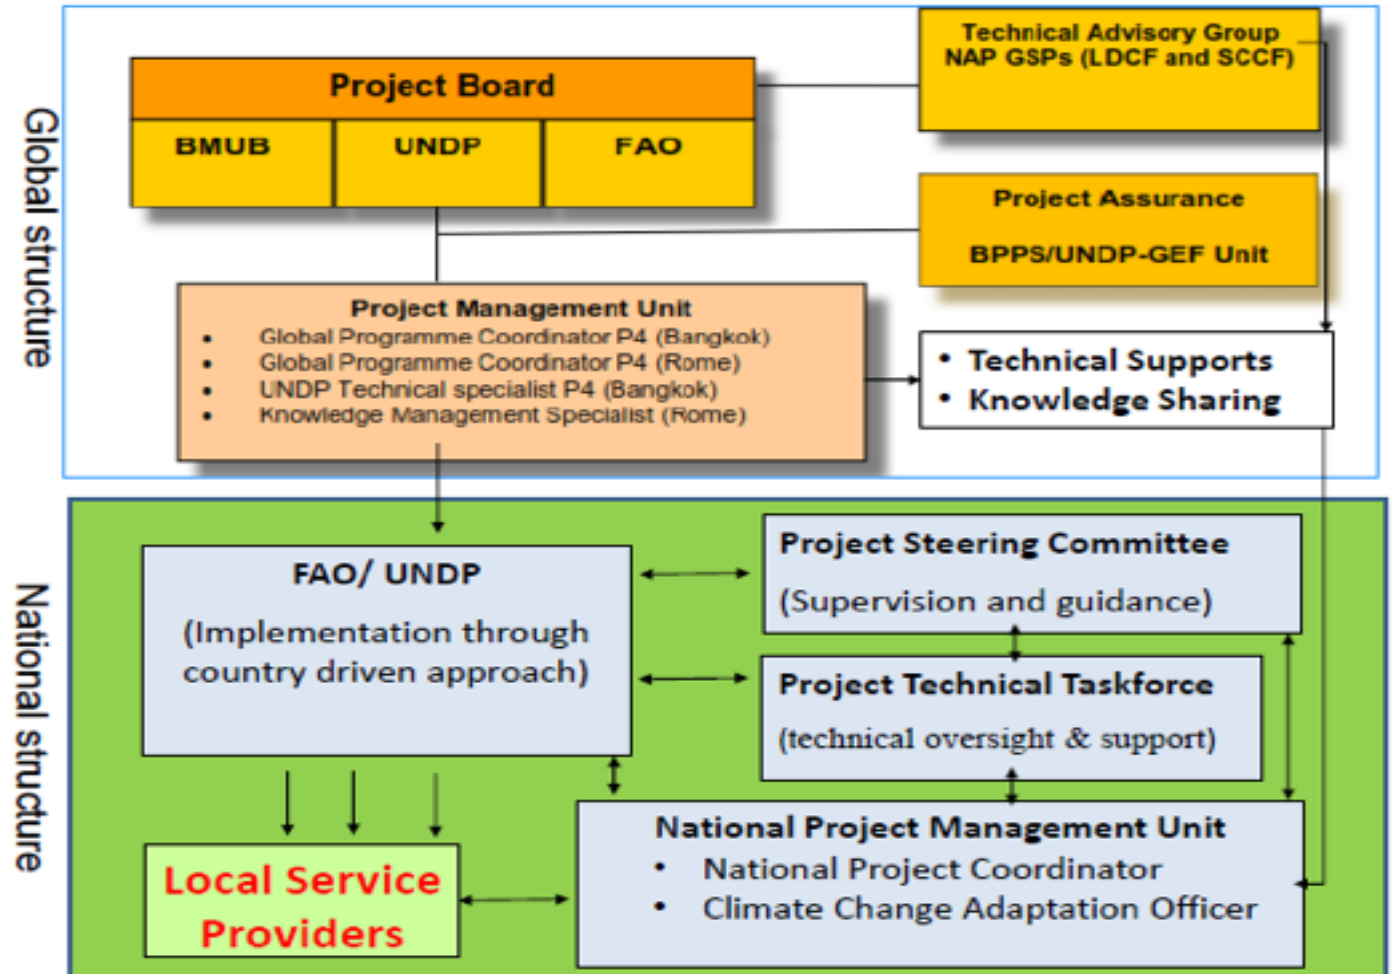 Global structure
Project Board
BMUB
UNDP
FAO
Technical Advisory Group
NAP GSPs (LDCF and SCCF)
Project Assurance
BPPS/UNDP-GEF Unit
Project Management Unit
• Global Programme Coordinator P4 (Bangkok)
• Global Programme Coordinator P4 (Rome)
• UNDP Technical specialist P4 (Bangkok)
• Knowledge Management Specialist (Rome)
• Technical Supports
• Knowledge Sharing
National structure
FAO/ UNDP
(Implementation through
country driven approach)
Project Steering Committee
(Supervision and guidance)
Project Technical Taskforce
(technical oversight & support)
Local Service
Providers
National Project Management Unit
• National Project Coordinator
• Climate Change Adaptation Officer